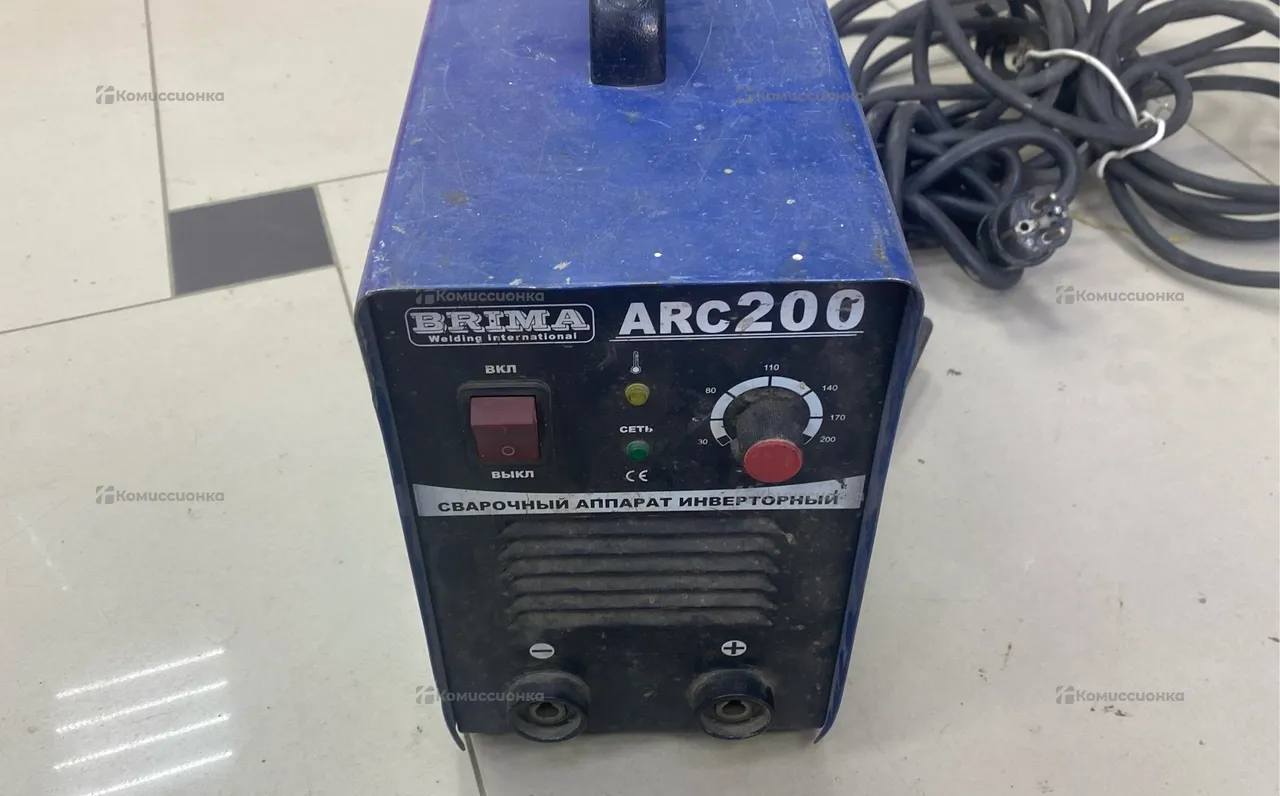 Комиссионка
Комиссионка
Комиссионка
Комиссионка
BRIMA
Welding international
ARC200
ВКЛ
110
80
140
170
СЕТЬ
30
200
ВЫКЛ
CE
СВАРОЧНЫЙ АППАРАТ ИНВЕРТОРНЫЙ
Комиссионка
Комиссионка
Комиссионка